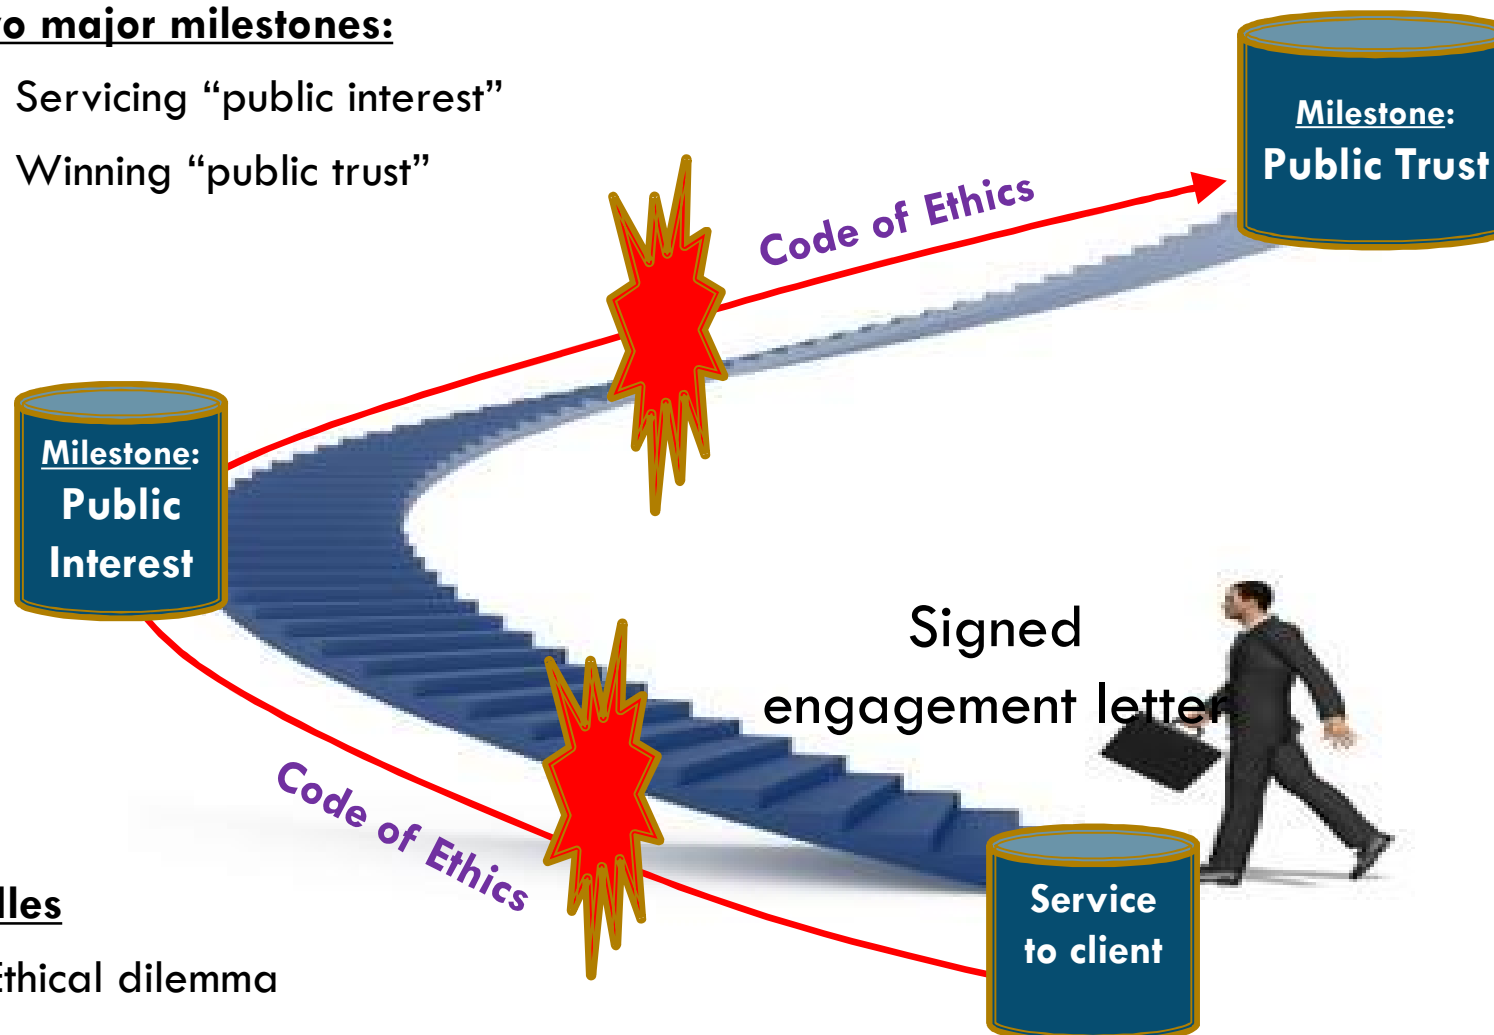 o major milestones:
Servicing “public interest”
Winning “public trust”
Milestone:
Public Trust
Code of Ethics
Milestone:
Public
Interest
Signed
engagement letter
Code of Ethics
Service
to client
lles
Ethical dilemma